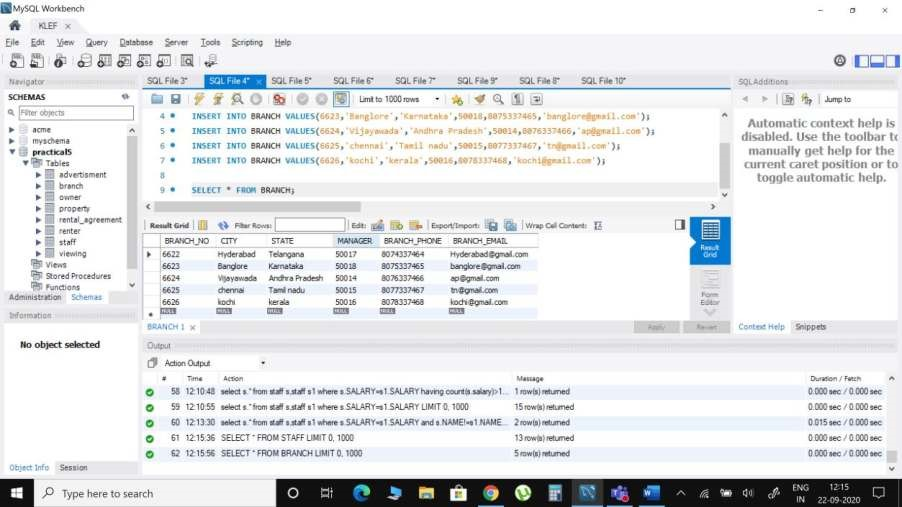 MySQL Workbench
KLEF
File Edit View Query Database Server Tools Scripting Help
Navigator
SCHEMAS
Filter objects
acme
myschema
practical5
Tables
advertisment
branch
owner
property
rental_agreement
renter
staff
viewing
Views
Stored Procedures
Functions
Administration Schemas
Information
No object selected
Object Info Session
SQL File 3* SQL File 4* SQL File 5* SQL File 6* SQL File 7* SQL File 9* SQL File 8* SQL File 10*
Limit to 1000 rows
4 INSERT INTO BRANCH VALUES(6623,'Banglore','Karnataka',50018,8075337465,'banglore@gmail.com');
5 INSERT INTO BRANCH VALUES(6624,'Vijayawada','Andhra Pradesh',50014,8076337466,'ap@gmail.com');
6 INSERT INTO BRANCH VALUES(6625,'chennai','Tamil nadu',50015,8077337467,'tn@gmail.com');
7 INSERT INTO BRANCH VALUES(6626,'kochi','kerala',50016,8078337468,'kochi@gmail.com');
8
9 SELECT * FROM BRANCH;
Result Grid Filter Rows: Edit: Export/Import: Wrap Cell Content:
BRANCH_NO CITY STATE MANAGER BRANCH_PHONE BRANCH_EMAIL
6622 Hyderabad Telangana 50017 8074337464 Hyderabad@gmail.com
6623 Banglore Karnataka 50018 8075337465 banglore@gmail.com
6624 Vijayawada Andhra Pradesh 50014 8076337466 ap@gmail.com
6625 chennai Tamil nadu 50015 8077337467 tn@gmail.com
6626 kochi kerala 50016 8078337468 kochi@gmail.com
NULL NULL NULL NULL NULL NULL
Result Grid
Form Editor
BRANCH 1
Apply Revert
SQLAdditions
Jump to
Automatic context help is
disabled. Use the toolbar to
manually get help for the
current caret position or to
toggle automatic help.
Context Help Snippets
Output
Action Output
# Time Action Message Duration / Fetch
58 12:10:48 select s.* from staff s,staff s1 where s.SALARY=s1.SALARY having count(s.salary)>1... 1 row(s) returned 0.000 sec / 0.000 sec
59 12:10:55 select s.* from staff s,staff s1 where s.SALARY=s1.SALARY LIMIT 0, 1000 15 row(s) returned 0.000 sec / 0.000 sec
60 12:13:30 select s.* from staff s,staff s1 where s.SALARY=s1.SALARY and s.NAME!=s1.NAME... 2 row(s) returned 0.015 sec / 0.000 sec
61 12:15:36 SELECT * FROM STAFF LIMIT 0, 1000 13 row(s) returned 0.000 sec / 0.000 sec
62 12:15:56 SELECT * FROM BRANCH LIMIT 0, 1000 5 row(s) returned 0.000 sec / 0.000 sec
Type here to search
ENG
IN
12:15
22-09-2020